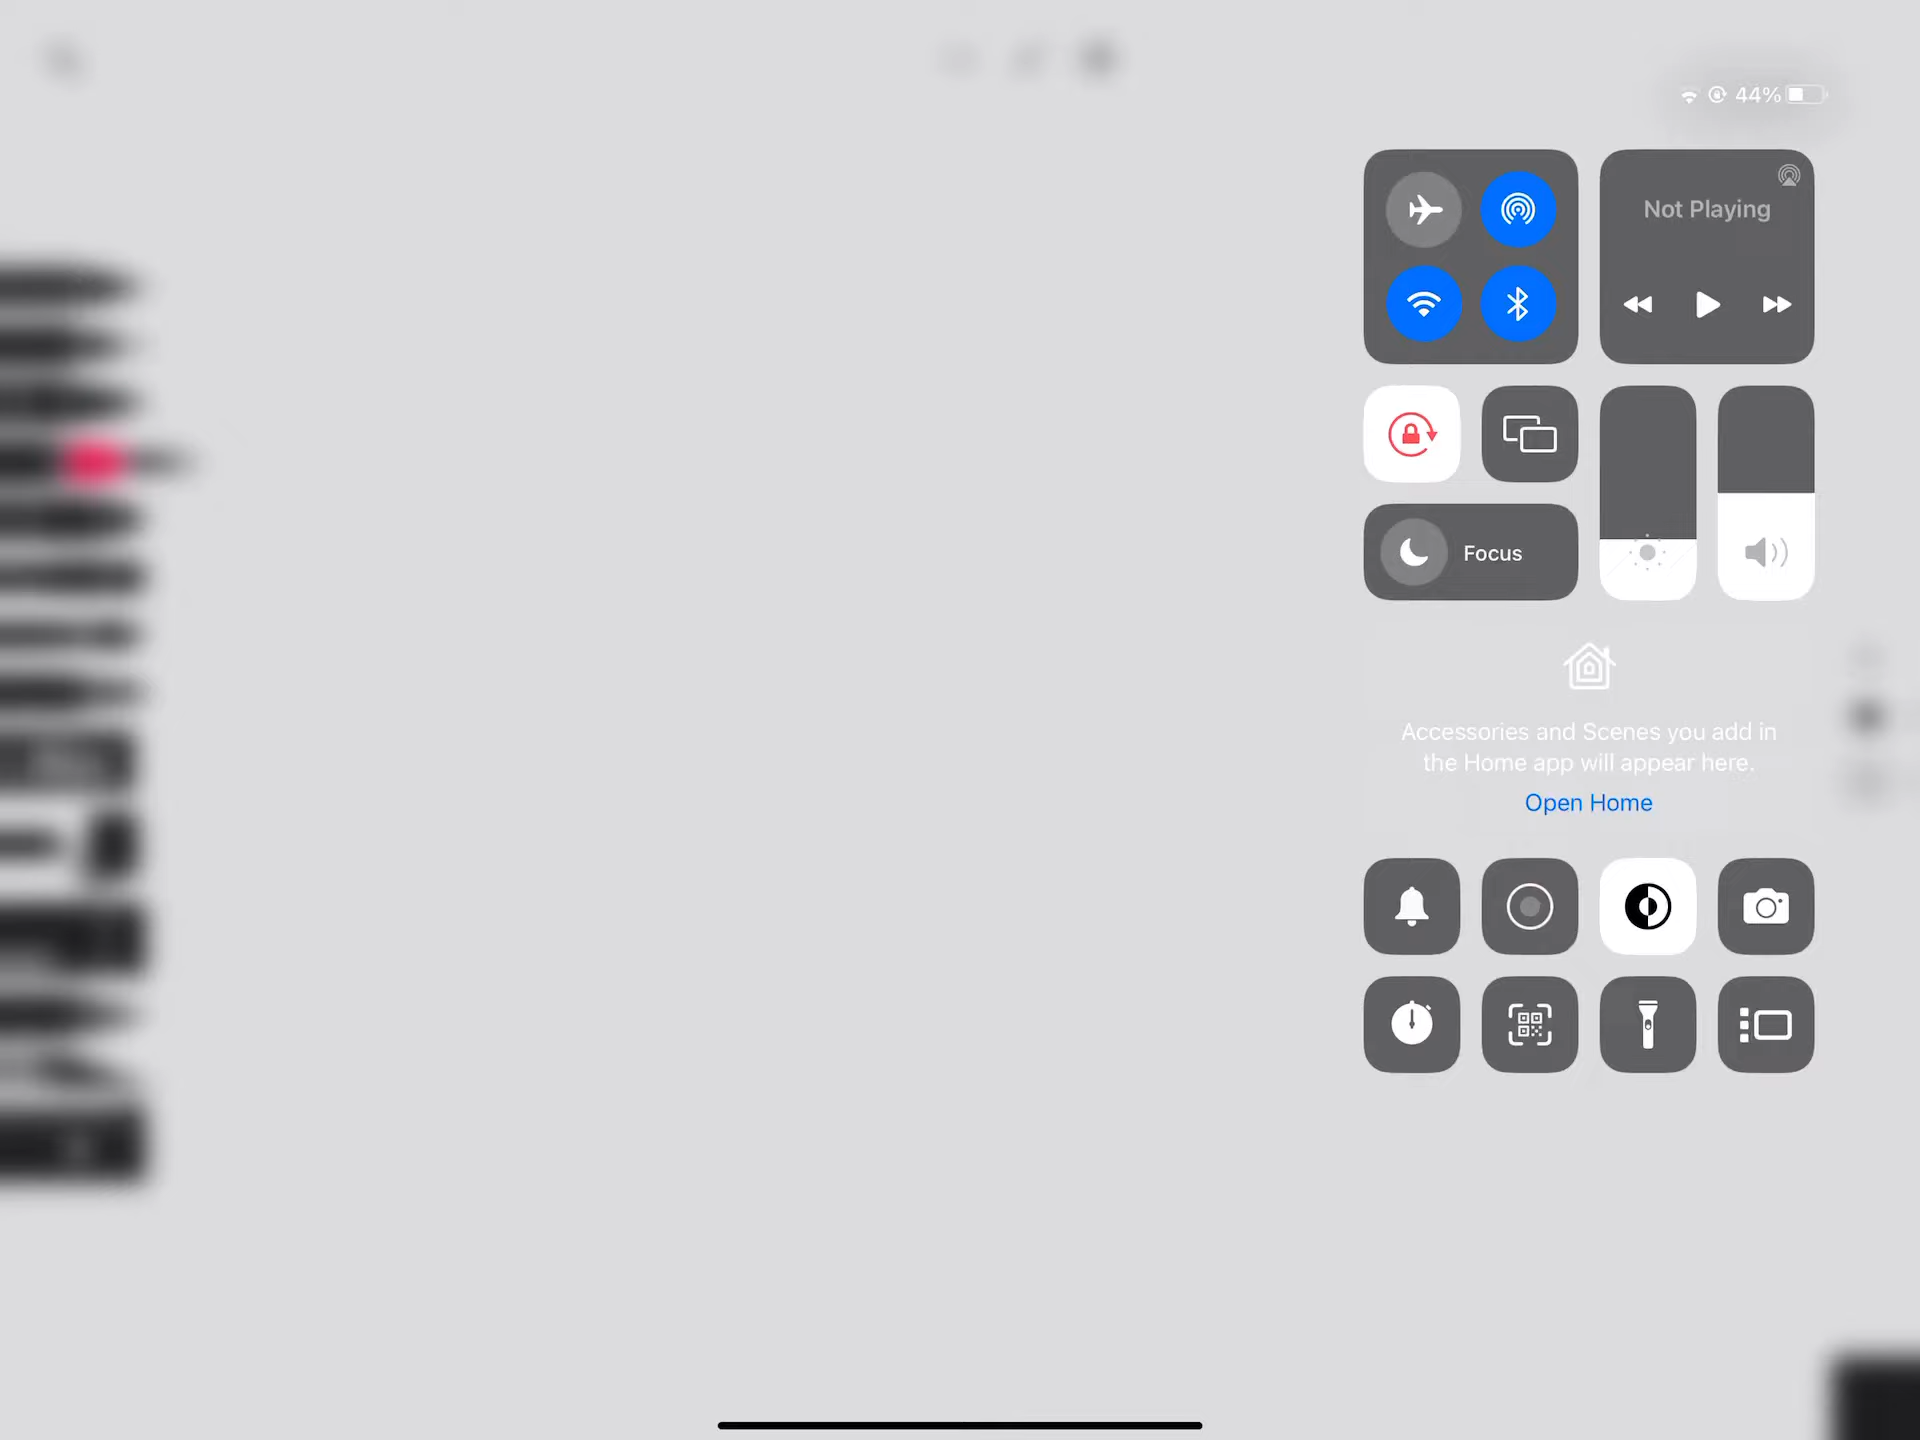 44%
Not Playing
Focus
Accessories and Scenes you add in
the Home app will appear here.
Open Home